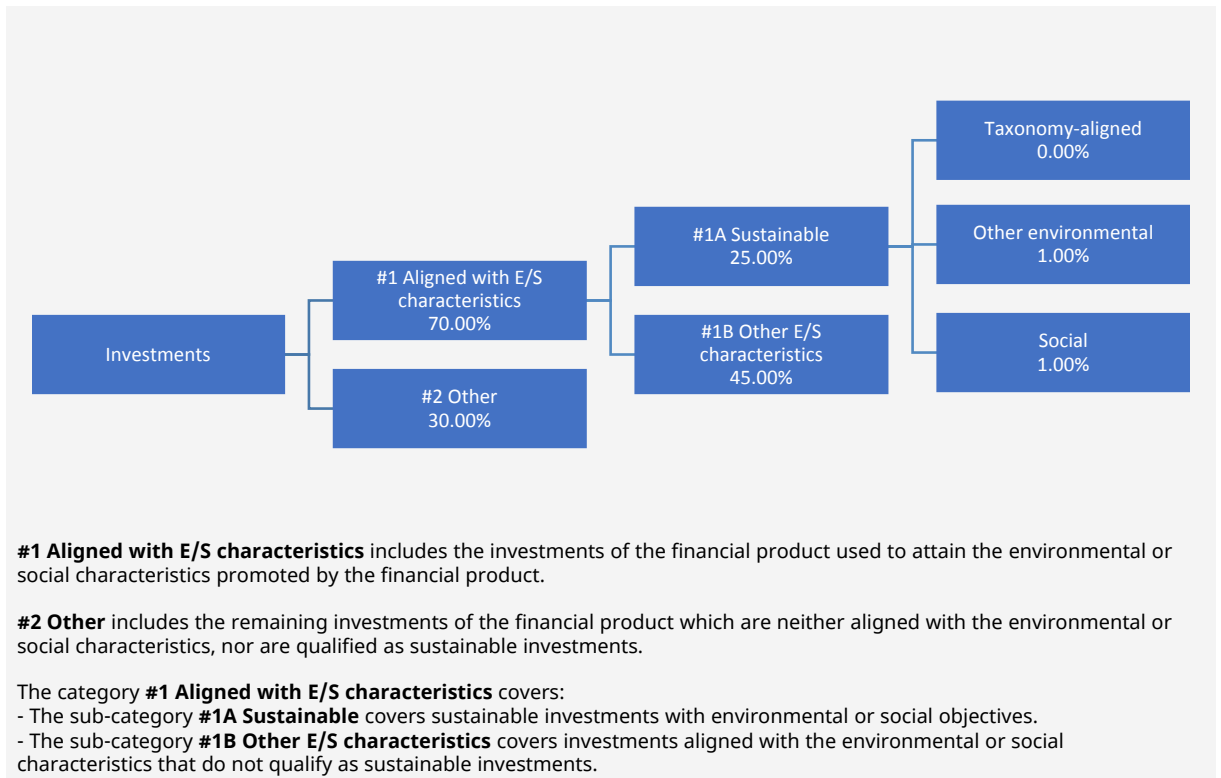 Investments
#1 Aligned with E/S
characteristics
70.00%
#2 Other
30.00%
#1A Sustainable
25.00%
#1B Other E/S
characteristics
45.00%
Taxonomy-aligned
0.00%
Other environmental
1.00%
Social
1.00%
#1 Aligned with E/S characteristics includes the investments of the financial product used to attain the environmental or
social characteristics promoted by the financial product.
#2 Other includes the remaining investments of the financial product which are neither aligned with the environmental or
social characteristics, nor are qualified as sustainable investments.
The category #1 Aligned with E/S characteristics covers:
- The sub-category #1A Sustainable covers sustainable investments with environmental or social objectives.
- The sub-category #1B Other E/S characteristics covers investments aligned with the environmental or social
characteristics that do not qualify as sustainable investments.